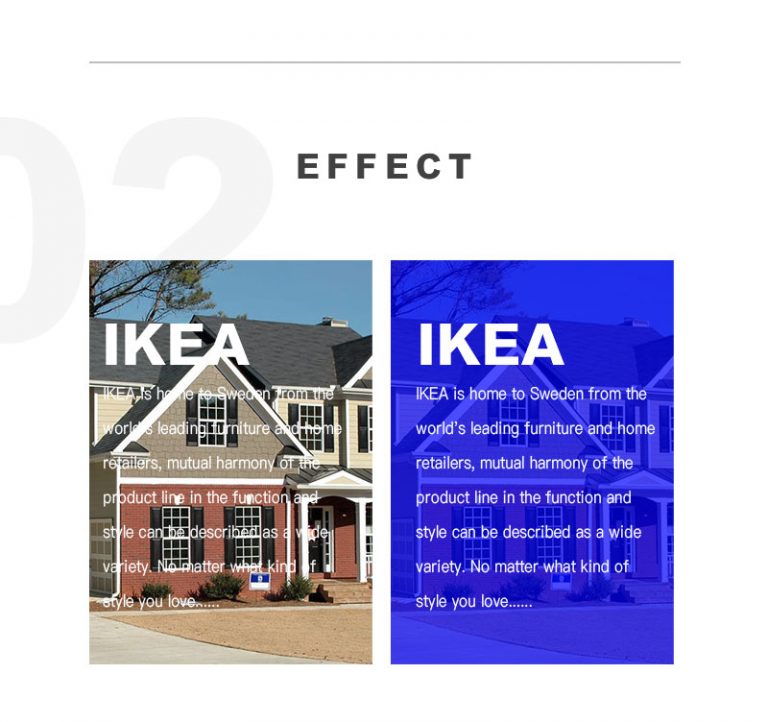 02
EFFECT
IKEA
IKEA is home to Sweden from the
world's leading furniture and home
retailers, mutual harmony of the
product line in the function and
style can be described as a wide
variety. No matter what kind of
style you love......
IKEA
IKEA is home to Sweden from the
world's leading furniture and home
retailers, mutual harmony of the
product line in the function and
style can be described as a wide
variety. No matter what kind of
style you love......